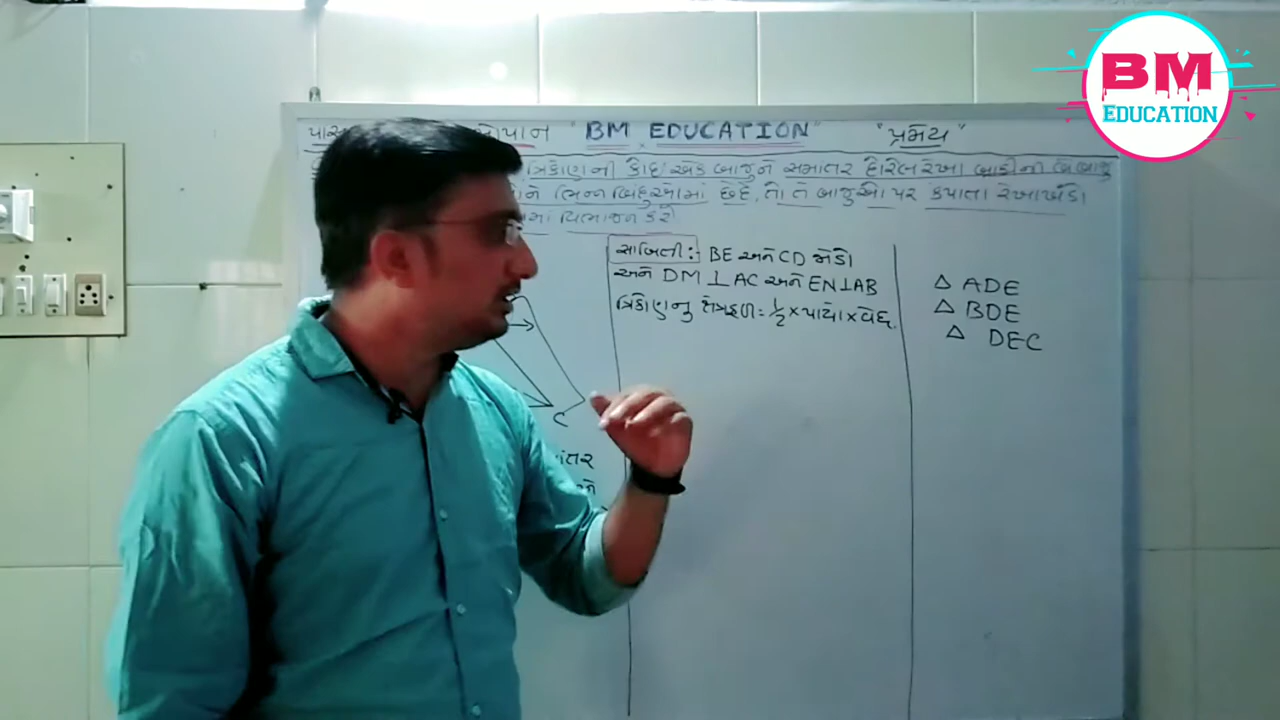 BM
EDUCATION
સોપાન "BM EDUCATION" "પ્રમેય"
ત્રિકોણની કોઇ એક બાજુને સમાંતર દોરેલ રેખા બાકીની બે બાજુ
ને ભિન્ન બિંદુઓમાં છેદે, તો તે બાજુઓ પર કપાતા રેખાખંડો
માં વિભાજન કરે
સાબિતી: BE અને CD જોડો
અને DM⊥AC અને EN⊥AB
ત્રિકોણનુ ક્ષેત્રફળ = ½ × પાયો × વેધ.
△ ADE
△ BDE
△ DEC
C